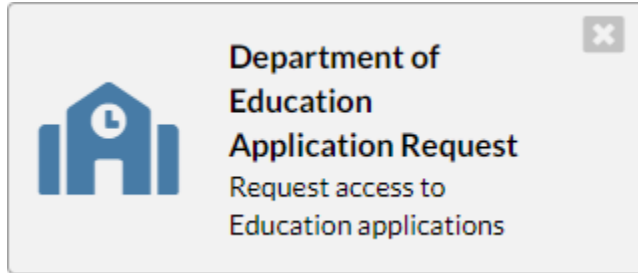 Department of
Education
Application Request
Request access to
Education applications